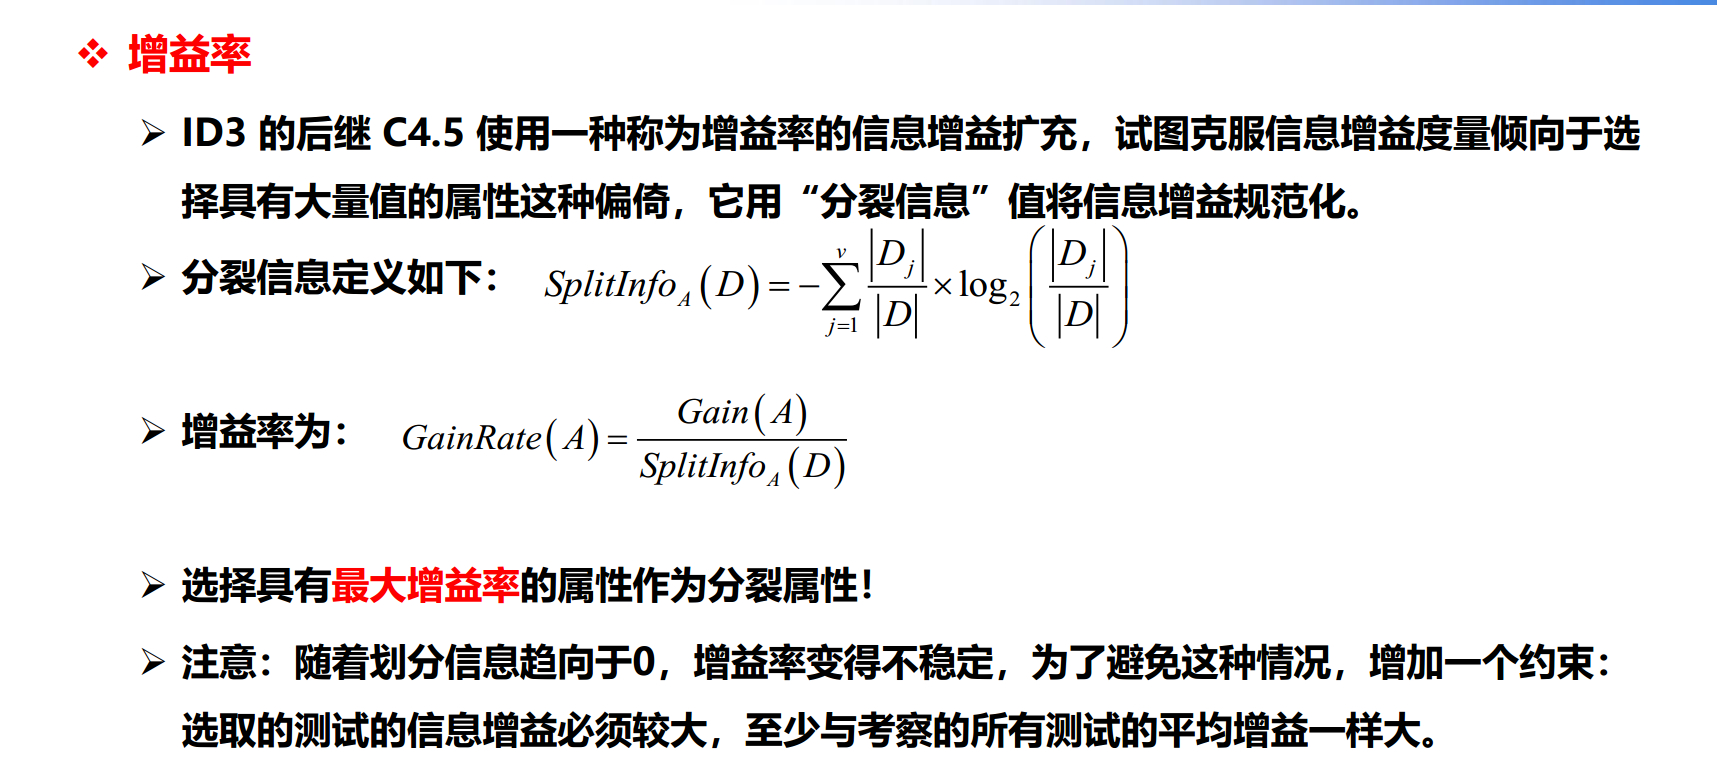 ❖ 增益率
➢ ID3 的后继 C4.5 使用一种称为增益率的信息增益扩充，试图克服信息增益度量倾向于选
择具有大量值的属性这种偏倚，它用“分裂信息”值将信息增益规范化。
➢ 分裂信息定义如下： $SplitInfo_A(D) = -\sum_{j=1}^{v} \frac{|D_j|}{|D|} \times \log_2\left(\frac{|D_j|}{|D|}\right)$
➢ 增益率为： $GainRate(A) = \frac{Gain(A)}{SplitInfo_A(D)}$
➢ 选择具有最大增益率的属性作为分裂属性！
➢ 注意：随着划分信息趋向于0，增益率变得不稳定，为了避免这种情况，增加一个约束：
选取的测试的信息增益必须较大，至少与考察的所有测试的平均增益一样大。